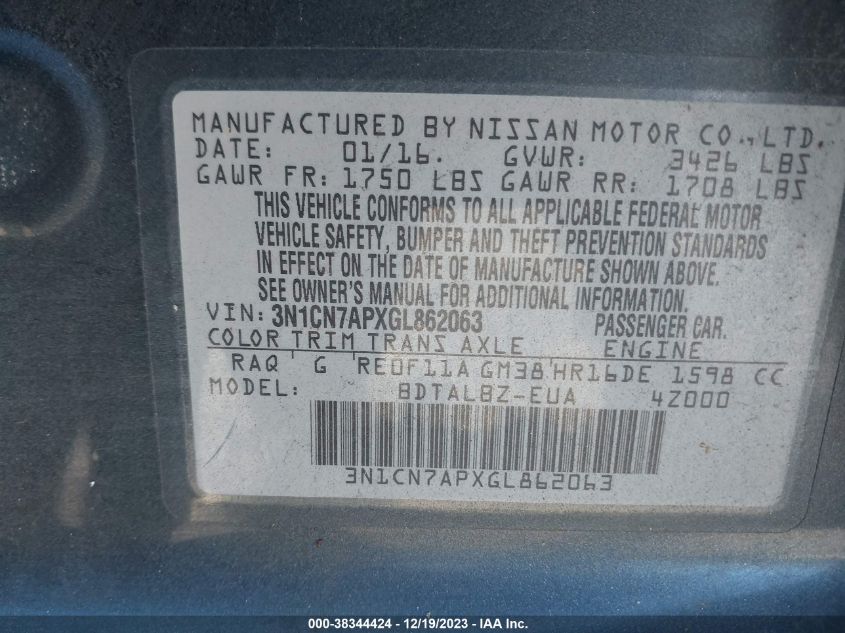 MANUFACTURED BY NISSAN MOTOR CO., LTD.
DATE: 01/16. GVWR: 3426 LBS
GAWR FR: 1750 LBS GAWR RR: 1708 LBS
THIS VEHICLE CONFORMS TO ALL APPLICABLE FEDERAL MOTOR
VEHICLE SAFETY, BUMPER AND THEFT PREVENTION STANDARDS
IN EFFECT ON THE DATE OF MANUFACTURE SHOWN ABOVE.
SEE OWNER'S MANUAL FOR ADDITIONAL INFORMATION.
VIN: 3N1CN7APXGL862063 PASSENGER CAR.
COLOR TRIM TRANS AXLE ENGINE
RAQ G RE0F11A GM38 HR16DE 1598 CC
MODEL: BDTALBZ-EUA 4Z000
3N1CN7APXGL862063
000-38344424 - 12/19/2023 - IAAI.com